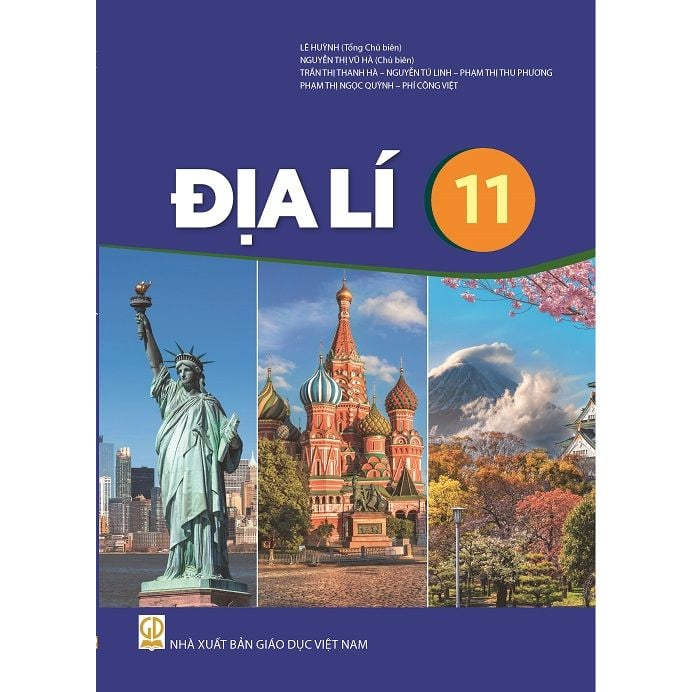 LÊ HUỲNH (Tổng Chủ biên)
NGUYỄN THỊ VŨ HÀ (Chủ biên)
TRẦN THỊ THANH HÀ – NGUYỄN TÚ LINH – PHẠM THỊ THU PHƯƠNG
PHẠM THỊ NGỌC QUỲNH – PHÍ CÔNG VIỆT
ĐỊA LÍ 11
GD
NHÀ XUẤT BẢN GIÁO DỤC VIỆT NAM